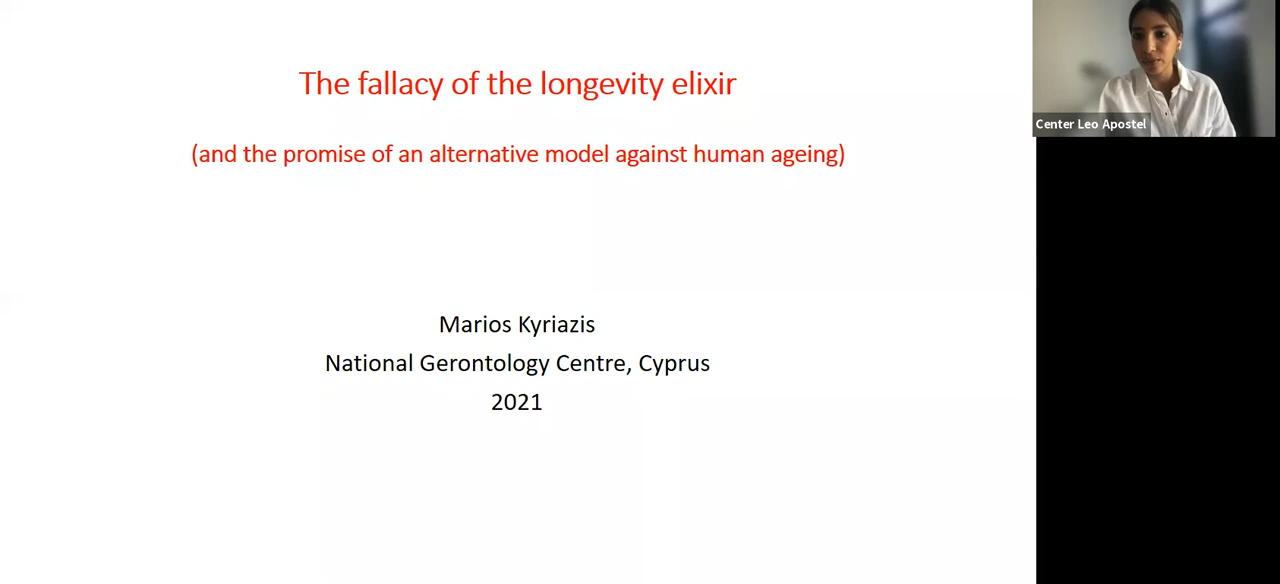 The fallacy of the longevity elixir
(and the promise of an alternative model against human ageing)
Marios Kyriazis
National Gerontology Centre, Cyprus
2021
Center Leo Apostel